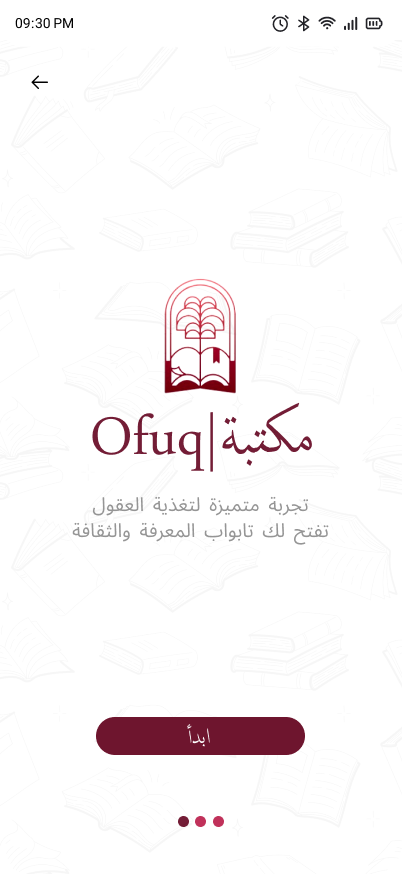 09:30 PM
Ofuq|مكتبة
تجربة متميزة لتغذية العقول
تفتح لك تابواب المعرفة والثقافة
ابدأ